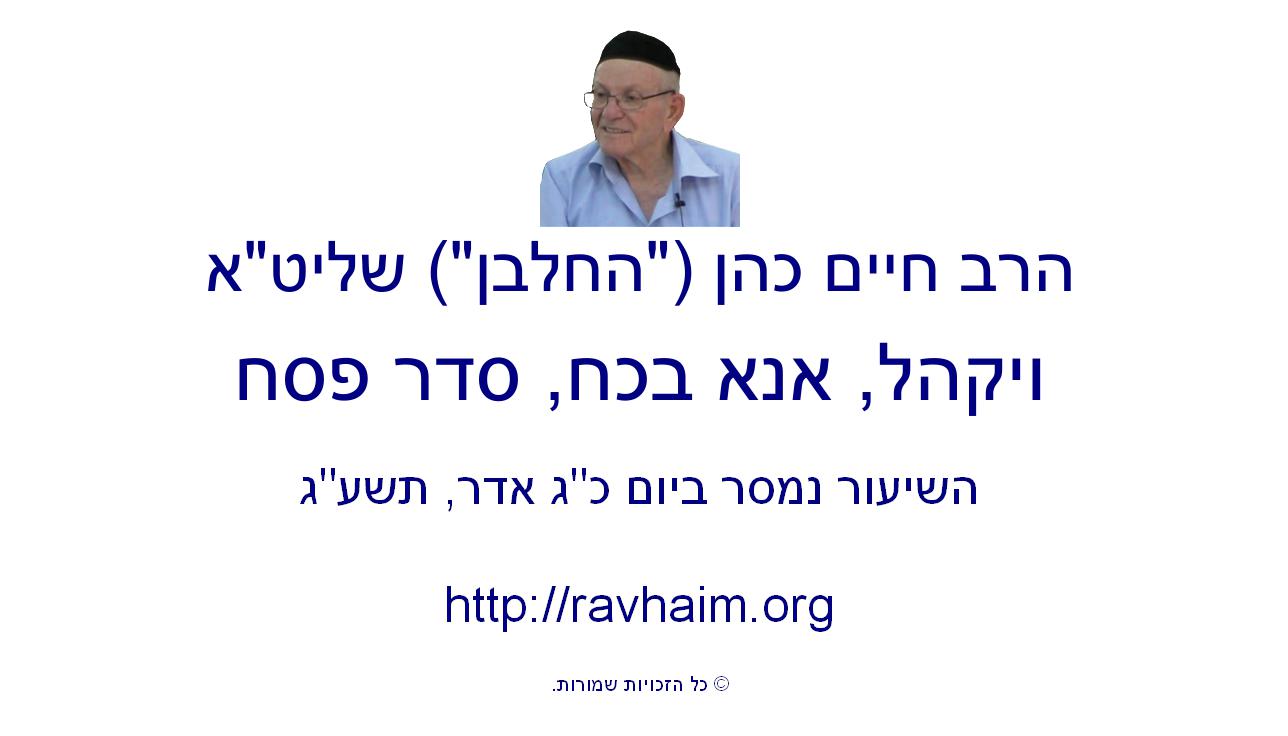 הרב חיים כהן ("החלבן") שליט"א
ויקהל, אנא בכח, סדר פסח
השיעור נמסר ביום כ''ג אדר, תשע''ג
http://ravhaim.org
© כל הזכויות שמורות.